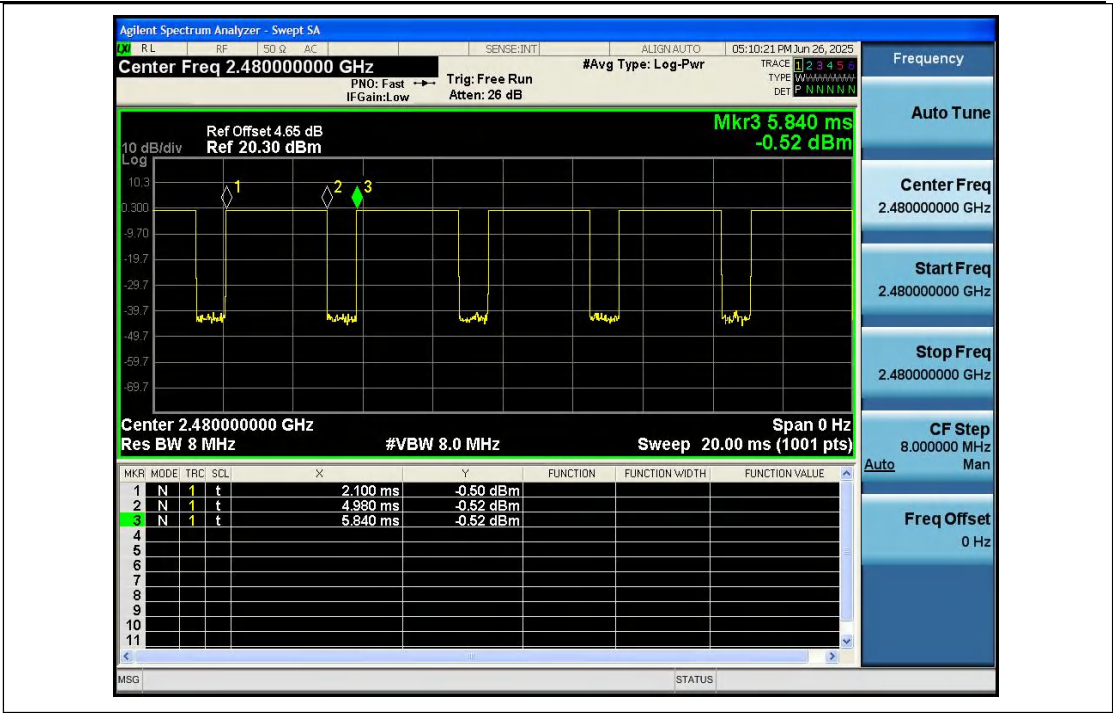 Agilent Spectrum Analyzer - Swept SA
LXI RL RF 50 Ω AC SENSE:INT ALIGN AUTO 05:10:21 PM Jun 26, 2025
Center Freq 2.480000000 GHz
PNO: Fast
IFGain:Low
Trig: Free Run
Atten: 26 dB
#Avg Type: Log-Pwr
TRACE 1 2 3 4 5 6
TYPE W
DET P N N N N N
Ref Offset 4.65 dB
10 dB/div Ref 20.30 dBm
Log
Mkr3 5.840 ms
-0.52 dBm
10.3
0.300
-9.70
-19.7
-29.7
-39.7
-49.7
-59.7
-69.7
1 2 3
Center 2.480000000 GHz Span 0 Hz
Res BW 8 MHz #VBW 8.0 MHz Sweep 20.00 ms (1001 pts)
MKR MODE TRC SCL X Y FUNCTION FUNCTION WIDTH FUNCTION VALUE
1 N 1 t 2.100 ms -0.50 dBm
2 N 1 t 4.980 ms -0.52 dBm
3 N 1 t 5.840 ms -0.52 dBm
4
5
6
7
8
9
10
11
MSG STATUS
Frequency
Auto Tune
Center Freq
2.480000000 GHz
Start Freq
2.480000000 GHz
Stop Freq
2.480000000 GHz
CF Step
8.000000 MHz
Auto Man
Freq Offset
0 Hz